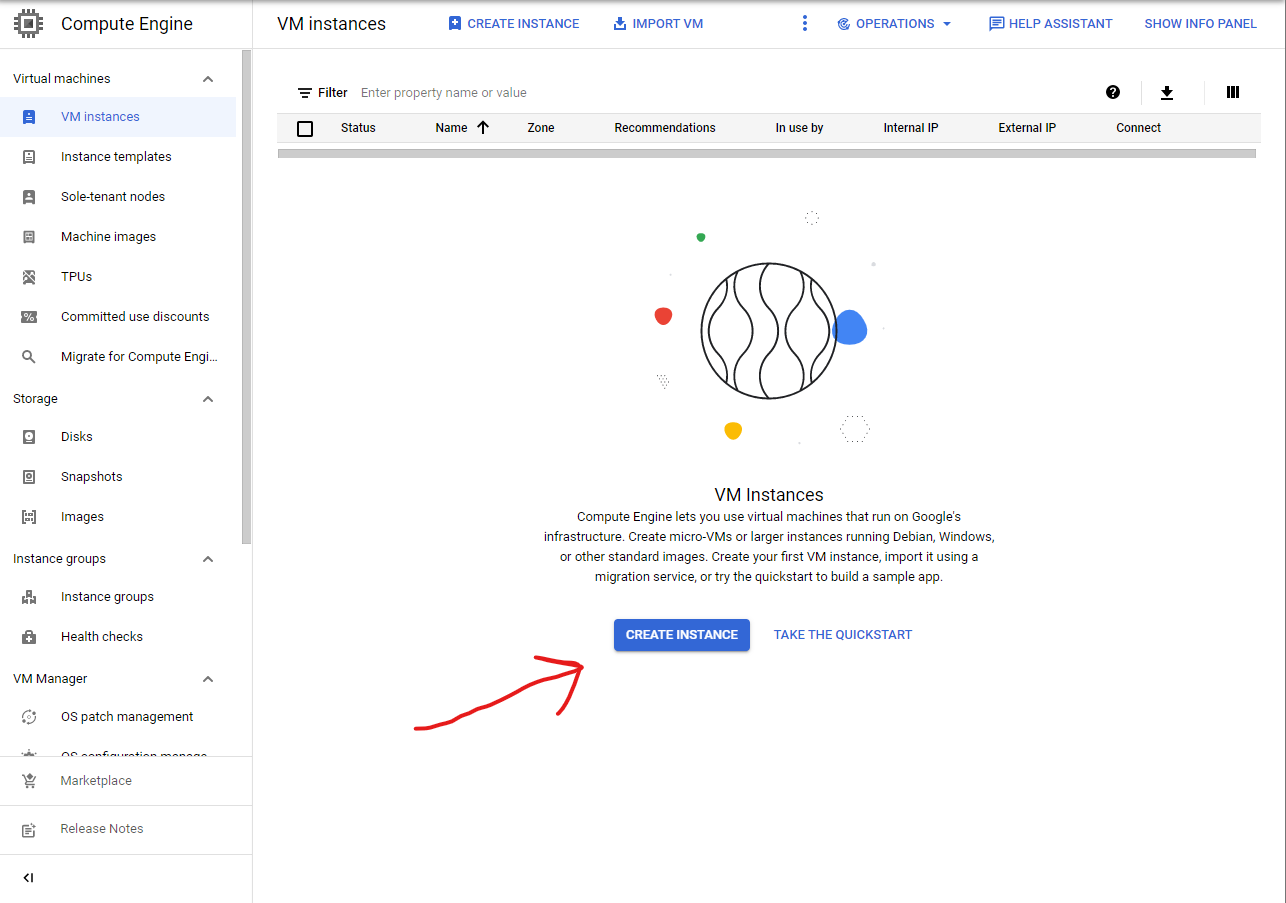 Compute Engine
VM instances
CREATE INSTANCE
IMPORT VM
OPERATIONS
HELP ASSISTANT
SHOW INFO PANEL
Virtual machines
VM instances
Instance templates
Sole-tenant nodes
Machine images
TPUs
Committed use discounts
Migrate for Compute Engi...
Storage
Disks
Snapshots
Images
Instance groups
Instance groups
Health checks
VM Manager
OS patch management
OS configuration manage
Marketplace
Release Notes
Filter Enter property name or value
Status Name Zone Recommendations In use by Internal IP External IP Connect
VM Instances
Compute Engine lets you use virtual machines that run on Google's
infrastructure. Create micro-VMs or larger instances running Debian, Windows,
or other standard images. Create your first VM instance, import it using a
migration service, or try the quickstart to build a sample app.
CREATE INSTANCE
TAKE THE QUICKSTART